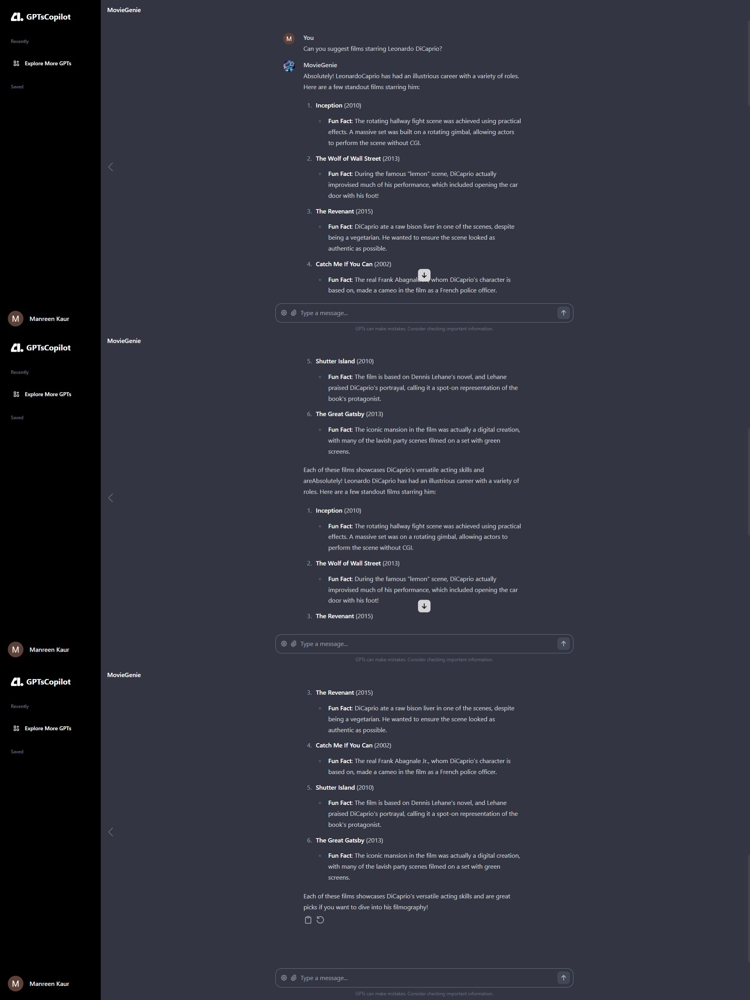 GPTsCopilot
Recently
Explore More GPTs
Saved
M
Manreen Kaur
MovieGenie
M
You
Can you suggest films starring Leonardo DiCaprio?
MovieGenie
Absolutely! LeonardoCaprio has had an illustrious career with a variety of roles.
Here are a few standout films starring him:
1. Inception (2010)
Fun Fact: The rotating hallway fight scene was achieved using practical
effects. A massive set was built on a rotating gimbal, allowing actors
to perform the scene without CGI.
2. The Wolf of Wall Street (2013)
Fun Fact: During the famous "lemon" scene, DiCaprio actually
improvised much of his performance, which included opening the car
door with his foot!
3. The Revenant (2015)
Fun Fact: DiCaprio ate a raw bison liver in one of the scenes, despite
being a vegetarian. He wanted to ensure the scene looked as
authentic as possible.
4. Catch Me If You Can (2002)
Fun Fact: The real Frank Abagnale whom DiCaprio's character is
based on, made a cameo in the film as a French police officer.
Type a message...
GPTs can make mistakes. Consider checking important information.
GPTsCopilot
Recently
Explore More GPTs
Saved
M
Manreen Kaur
MovieGenie
5. Shutter Island (2010)
Fun Fact: The film is based on Dennis Lehane's novel, and Lehane
praised DiCaprio's portrayal, calling it a spot-on representation of the
book's protagonist.
6. The Great Gatsby (2013)
Fun Fact: The iconic mansion in the film was actually a digital creation,
with many of the lavish party scenes filmed on a set with green
screens.
Each of these films showcases DiCaprio's versatile acting skills and
areAbsolutely! Leonardo DiCaprio has had an illustrious career with a variety of
roles. Here are a few standout films starring him:
1. Inception (2010)
Fun Fact: The rotating hallway fight scene was achieved using practical
effects. A massive set was on a rotating gimbal, allowing actors to
perform the scene without CGI.
2. The Wolf of Wall Street (2013)
Fun Fact: During the famous "lemon" scene, DiCaprio actually
improvised much of his performance, which included opening the car
door with his foot!
3. The Revenant (2015)
Type a message...
GPTs can make mistakes. Consider checking important information.
GPTsCopilot
Recently
Explore More GPTs
Saved
M
Manreen Kaur
MovieGenie
3. The Revenant (2015)
Fun Fact: DiCaprio ate a raw bison liver in one of the scenes, despite
being a vegetarian. He wanted to ensure the scene looked as
authentic as possible.
4. Catch Me If You Can (2002)
Fun Fact: The real Frank Abagnale Jr., whom DiCaprio's character is
based on, made a cameo in the film as a French police officer.
5. Shutter Island (2010)
Fun Fact: The film is based on Dennis Lehane's novel, and Lehane
praised DiCaprio's portrayal, calling it a spot-on representation of the
book's protagonist.
6. The Great Gatsby (2013)
Fun Fact: The iconic mansion in the film was actually a digital creation,
with many of the lavish party scenes filmed on a set with green
screens.
Each of these films showcases DiCaprio's versatile acting skills and are great
picks if you want to dive into his filmography!
Type a message...
GPTs can make mistakes. Consider checking important information.